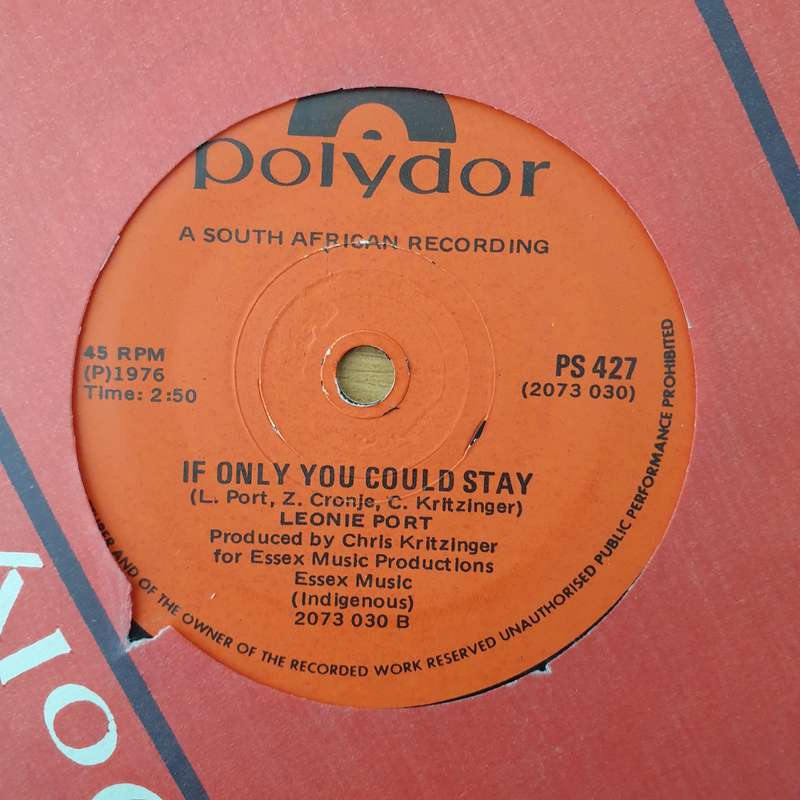 polydor
A SOUTH AFRICAN RECORDING
45 RPM
(P)1976
Time: 2:50
PS 427
(2073 030)
IF ONLY YOU COULD STAY
(L. Port, Z. Cronje, C. Kritzinger)
LEONIE PORT
Produced by Chris Kritzinger
for Essex Music Productions
Essex Music
(Indigenous)
2073 030 B
AND OF THE OWNER OF THE RECORDED WORK RESERVED UNAUTHORISED PUBLIC PERFORMANCE PROHIBITED